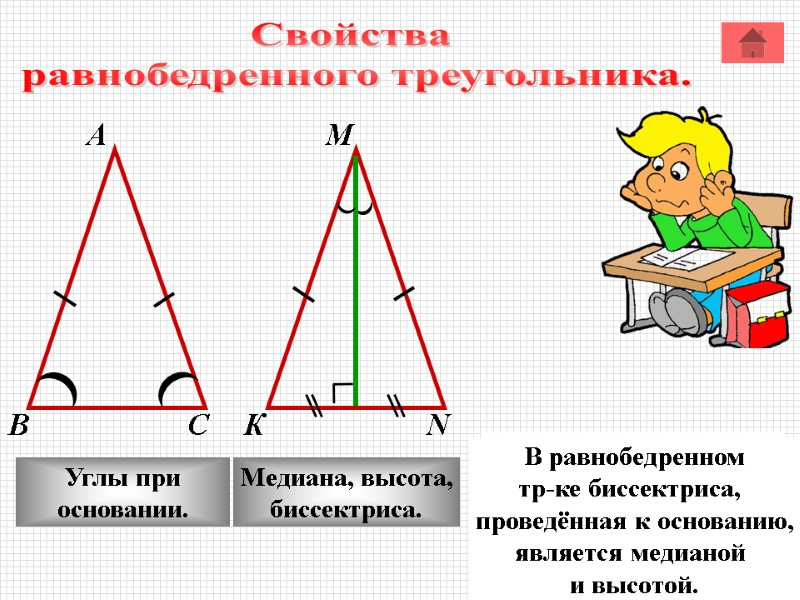 Свойства
равнобедренного треугольника.
A
M
B
C
K
N
Углы при
основании.
Медиана, высота,
биссектриса.
В равнобедренном
тр-ке биссектриса,
проведённая к основанию,
является медианой
и высотой.